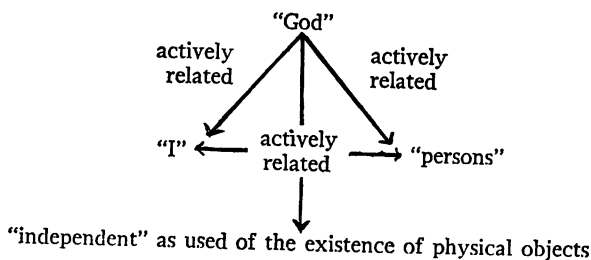 “God”
actively
related
actively
related
“I”
actively
related
“persons”
“independent” as used of the existence of physical objects